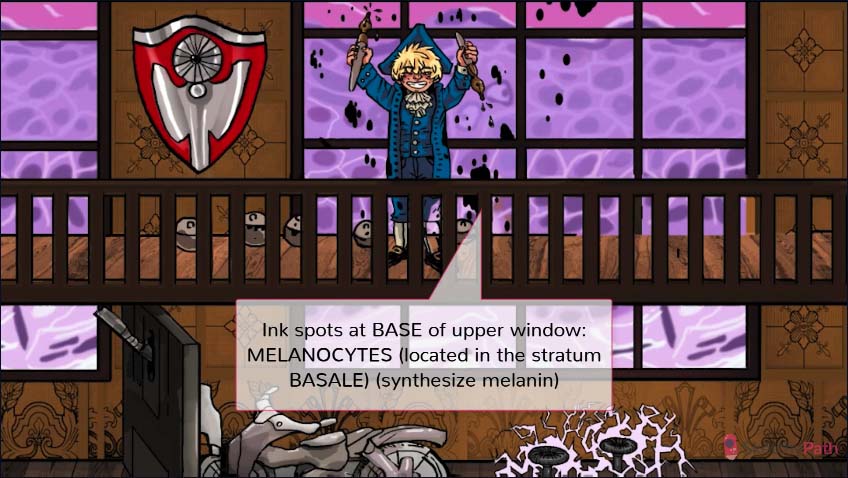 Ink spots at BASE of upper window:
MELANOCYTES (located in the stratum
BASALE) (synthesize melanin)
Path